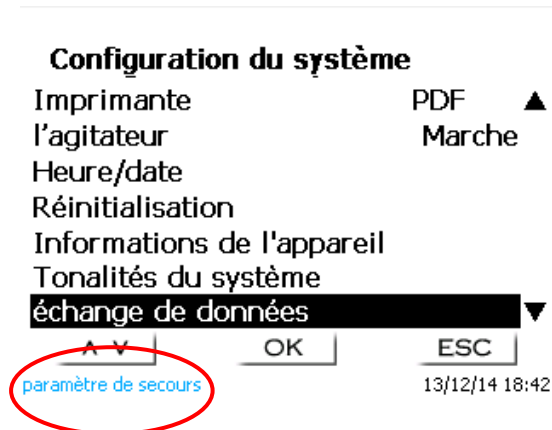 Configuration du système
Imprimante PDF ▲
l'agitateur Marche
Heure/date
Réinitialisation
Informations de l'appareil
Tonalités du système
échange de données ▼
∧ ∨ OK ESC
paramètre de secours 13/12/14 18:42